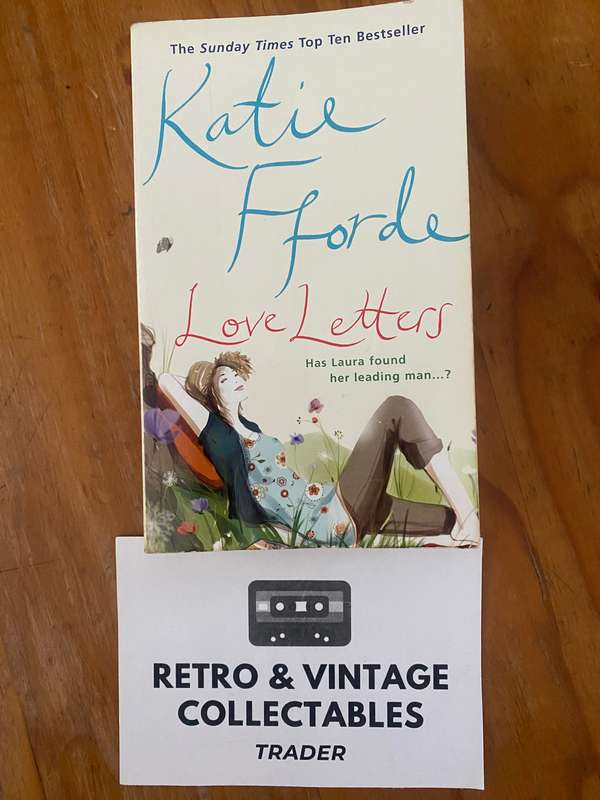 The Sunday Times Top Ten Bestseller
Katie
Fforde
Love Letters
Has Laura found
her leading man...?
RETRO & VINTAGE
COLLECTABLES
TRADER